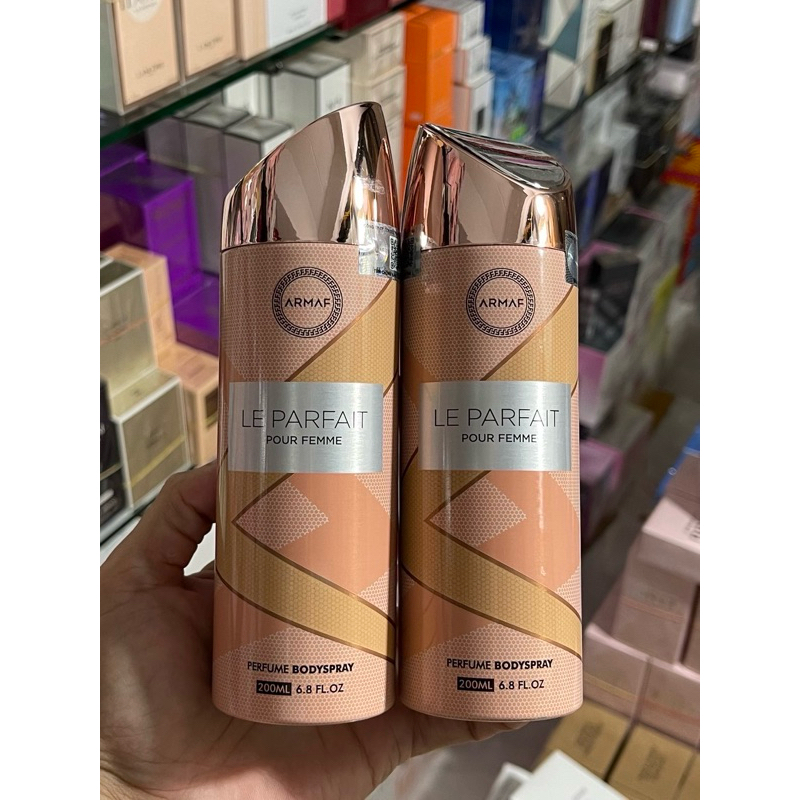 ARMAF
LE PARFAIT
POUR FEMME
PERFUME BODYSPRAY
200ML 6.8 FL.OZ
ARMAF
LE PARFAIT
POUR FEMME
PERFUME BODYSPRAY
200ML 6.8 FL.OZ